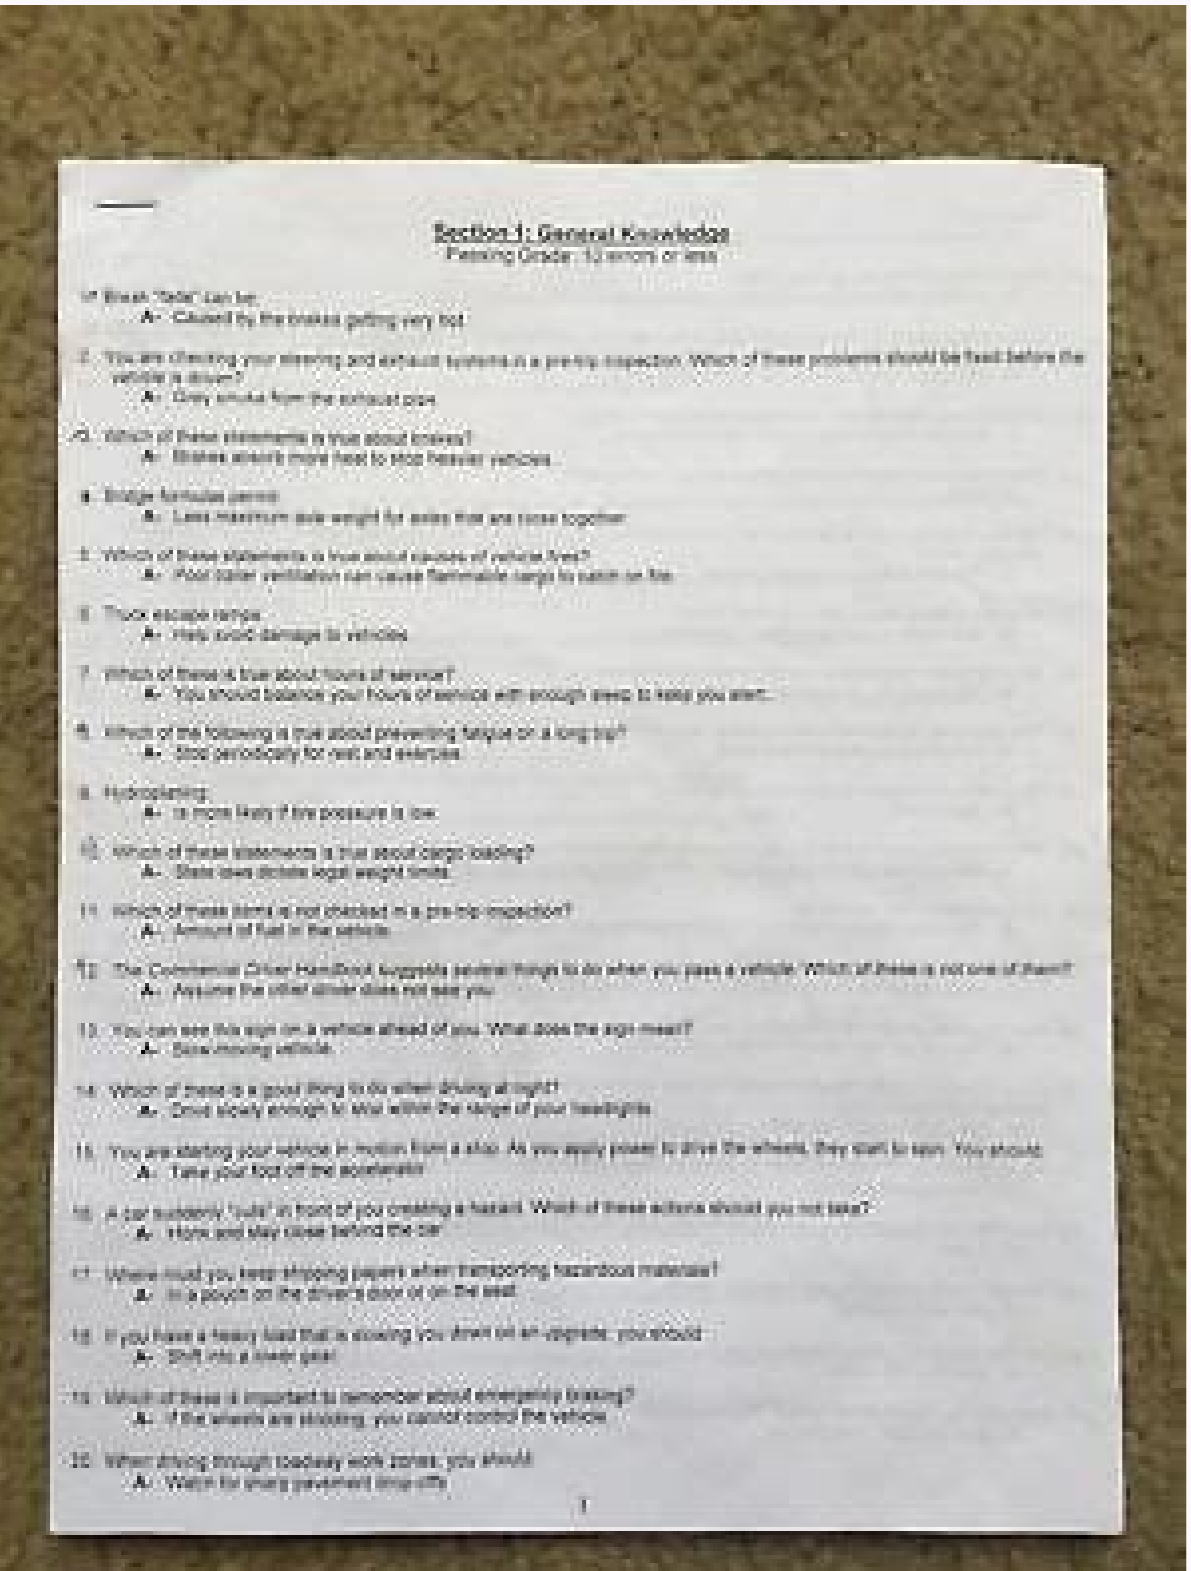 Section 1: General Knowledge
Passing Grade: 10 errors or less
1. Break "fade" can be:
A- Caused by the brakes getting very hot
2. You are checking your steering and exhaust systems in a pre-trip inspection. Which of these problems should be fixed before the
vehicle is driven?
A- Grey smoke from the exhaust pipe
3. Which of these statements is true about brakes?
A- Brakes absorb more heat to stop heavier vehicles
4. Bridge formulas permit
A- Less maximum axle weight for axles that are close together
5. Which of these statements is true about causes of vehicle fires?
A- Poor trailer ventilation can cause flammable cargo to catch on fire
6. Truck escape ramps
A- Help avoid damage to vehicles
7. Which of these is true about hours of service?
A- You should balance your hours of service with enough sleep to keep you alert.
8. Which of the following is true about preventing fatigue on a long trip?
A- Stop periodically for rest and exercise
9. Hydroplaning:
A- Is more likely if tire pressure is low
10. Which of these statements is true about cargo loading?
A- State laws dictate legal weight limits
11. Which of these items is not checked in a pre-trip inspection?
A- Amount of fuel in the vehicle.
12. The Commercial Driver Handbook suggests several things to do when you pass a vehicle. Which of these is not one of them?
A- Assume the other driver does not see you
13. You can see this sign on a vehicle ahead of you. What does the sign mean?
A- Slow moving vehicle.
14. Which of these is a good thing to do when driving at night?
A- Drive slowly enough to stop within the range of your headlights
15. You are starting your vehicle in motion from a stop. As you apply power to drive the wheels, they start to spin. You should:
A- Take your foot off the accelerator
16. A car suddenly "cuts" in front of you creating a hazard. Which of these actions should you not take?
A- Honk and stay close behind the car
17. Where must you keep shipping papers when transporting hazardous materials?
A- In a pouch on the driver's door or on the seat
18. If you have a heavy load that is slowing you down on an upgrade, you should
A- Shift into a lower gear
19. Which of these is important to remember about emergency braking?
A- If the wheels are skidding, you cannot control the vehicle
20. When driving through roadway work zones, you should
A- Watch for sharp pavement drop-offs
1